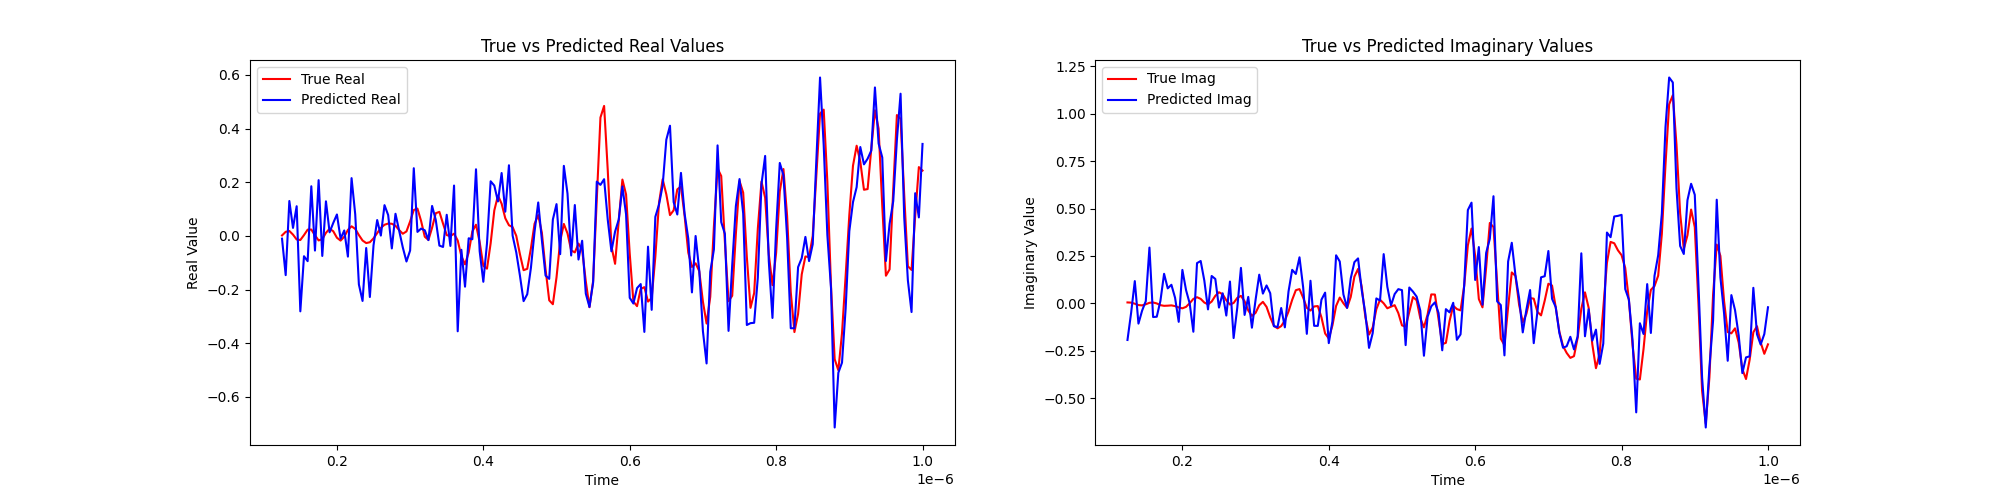 True vs Predicted Real Values
True Real
Predicted Real
Real Value
0.6
0.4
0.2
0.0
−0.2
−0.4
−0.6
0.2
0.4
0.6
0.8
1.0
1e−6
Time
True vs Predicted Imaginary Values
True Imag
Predicted Imag
Imaginary Value
1.25
1.00
0.75
0.50
0.25
0.00
−0.25
−0.50
0.2
0.4
0.6
0.8
1.0
1e−6
Time